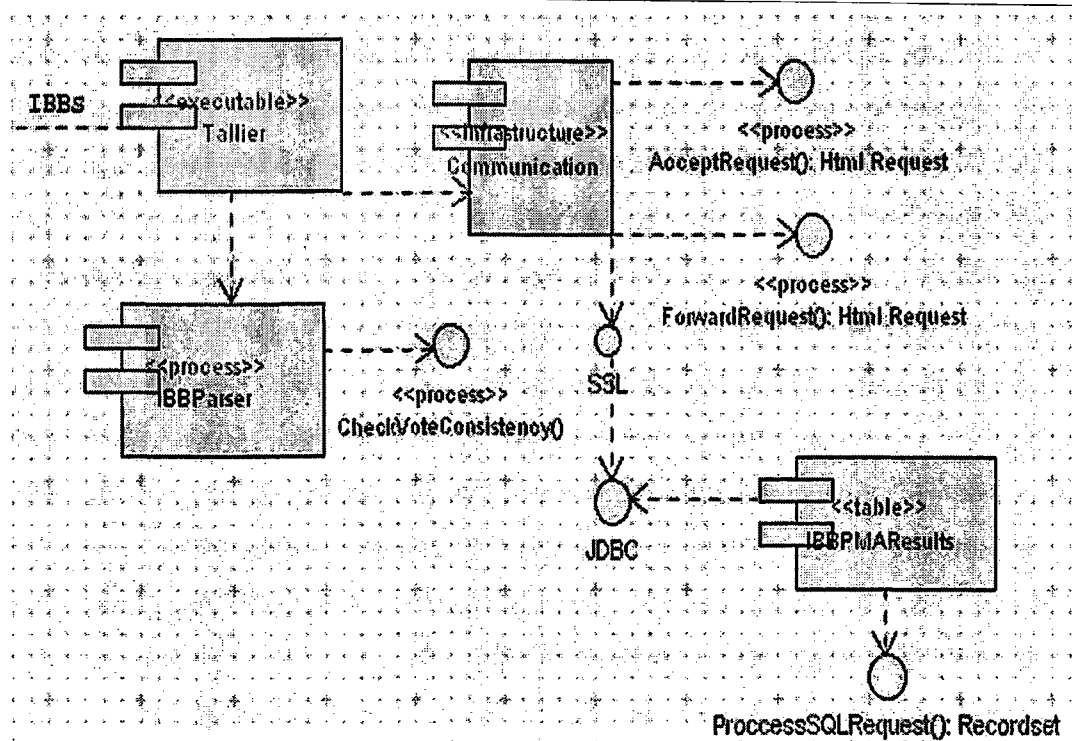 IBBS
<<executable>>
Tallier
<<infrastructure>>
Communication
<<process>>
AcceptRequest(): Html Request
<<process>>
ForwardRequest(): Html Request
<<process>>
IBBParser
<<process>>
CheckVoteConsistency()
SSL
JDBC
<<table>>
IBBPMAResults
ProccessSQLRequest(): Recordset